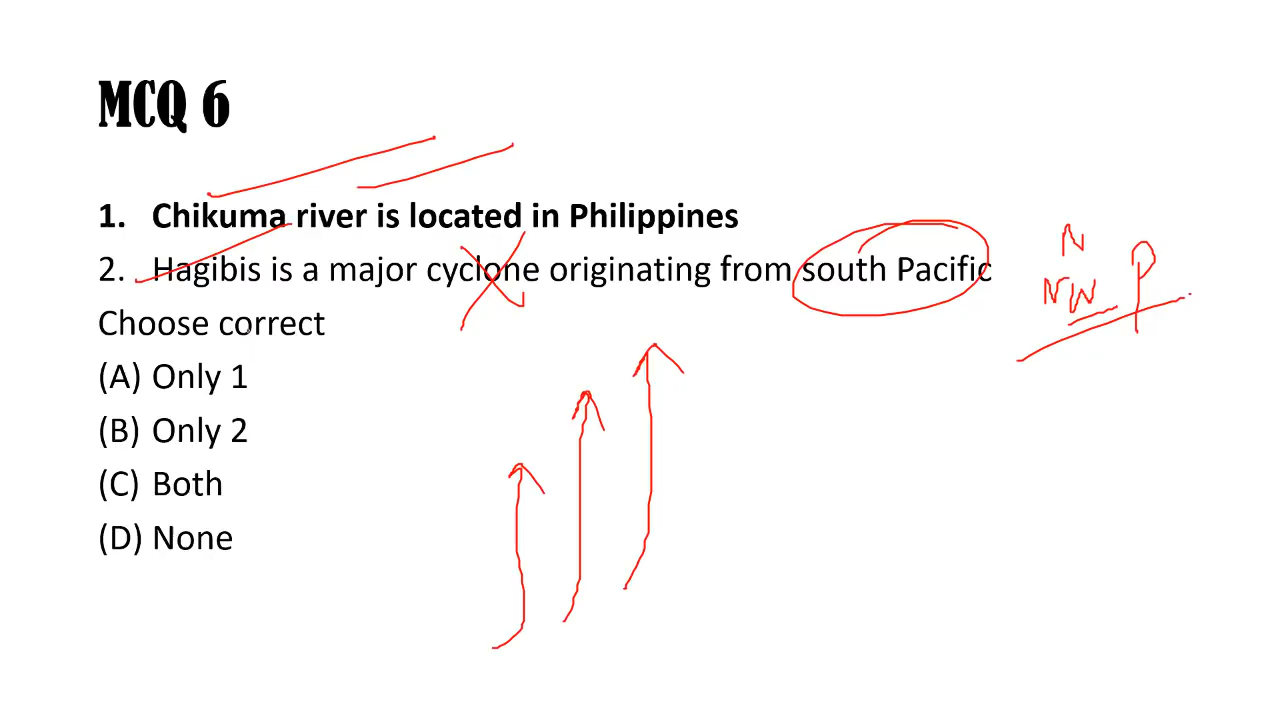 MCQ 6
1. Chikuma river is located in Philippines
2. Hagibis is a major cyclone originating from south Pacific
N
NW P
Choose correct
(A) Only 1
(B) Only 2
(C) Both
(D) None